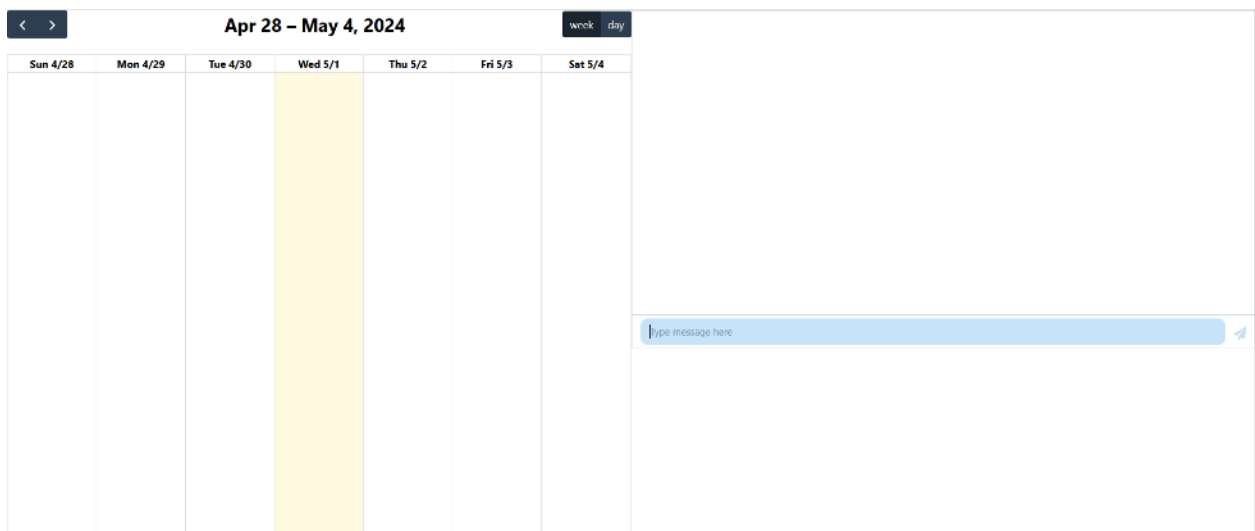 Apr 28 – May 4, 2024
week day
Sun 4/28 Mon 4/29 Tue 4/30 Wed 5/1 Thu 5/2 Fri 5/3 Sat 5/4
Type message here